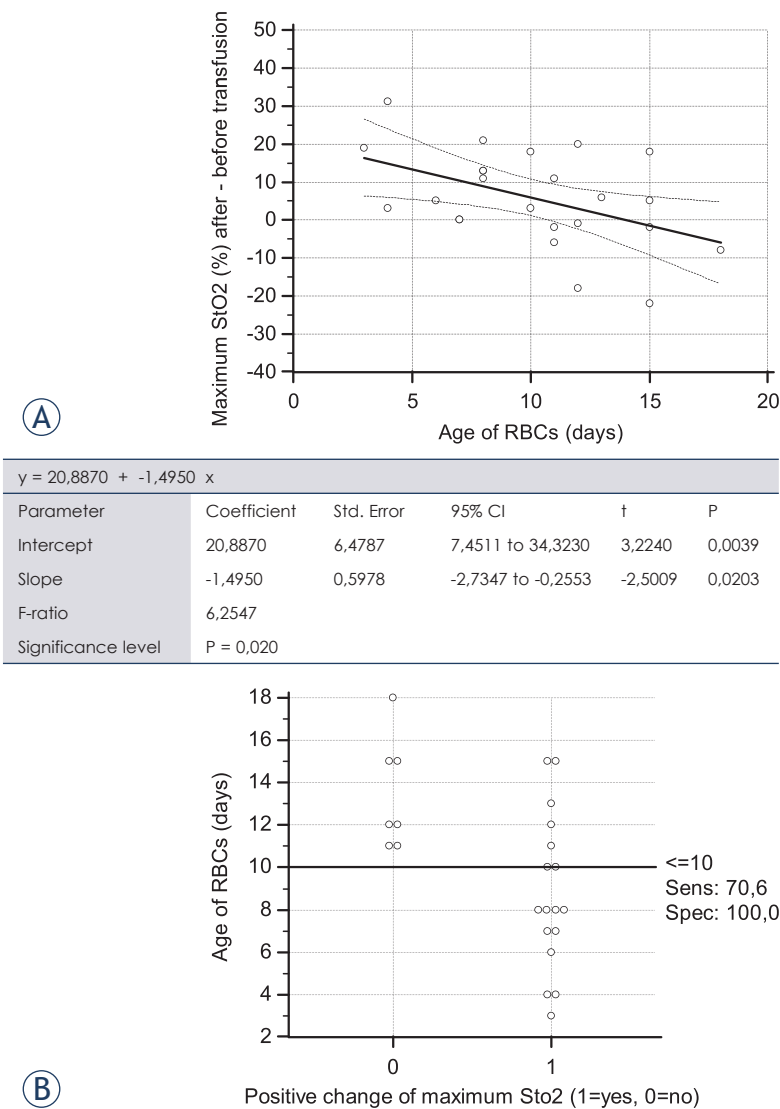 Maximum StO2 (%) after - before transfusion
50
40
30
20
10
0
-10
-20
-30
-40
0 5 10 15 20
Age of RBCs (days)
A
y = 20,8870 + -1,4950 x
Parameter Coefficient Std. Error 95% CI t P
Intercept 20,8870 6,4787 7,4511 to 34,3230 3,2240 0,0039
Slope -1,4950 0,5978 -2,7347 to -0,2553 -2,5009 0,0203
F-ratio 6,2547
Significance level P = 0,020
Age of RBCs (days)
18
16
14
12
10
8
6
4
2
<=10
Sens: 70,6
Spec: 100,0
0 1
Positive change of maximum Sto2 (1=yes, 0=no)
B